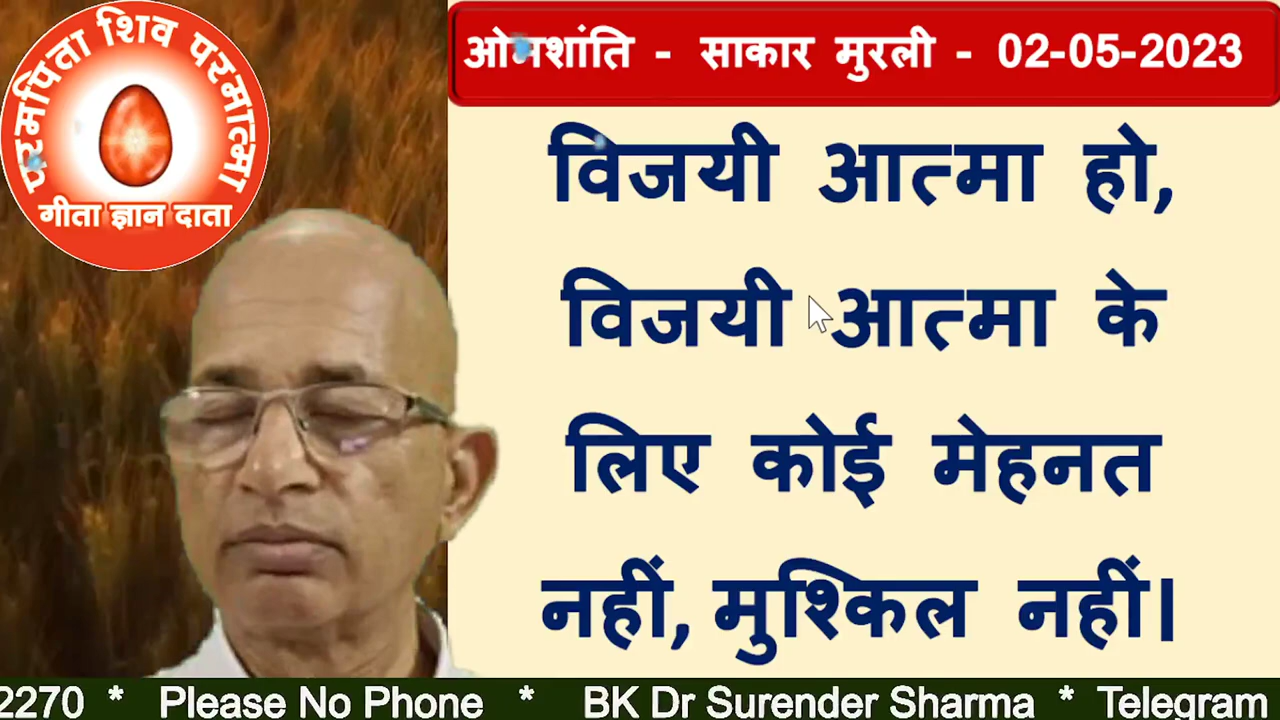 परमपिता शिव परमात्मा
गीता ज्ञान दाता
ओमशांति - साकार मुरली - 02-05-2023
विजयी आत्मा हो,
विजयी आत्मा के
लिए कोई मेहनत
नहीं, मुश्किल नहीं।
2270 * Please No Phone * BK Dr Surender Sharma * Telegram